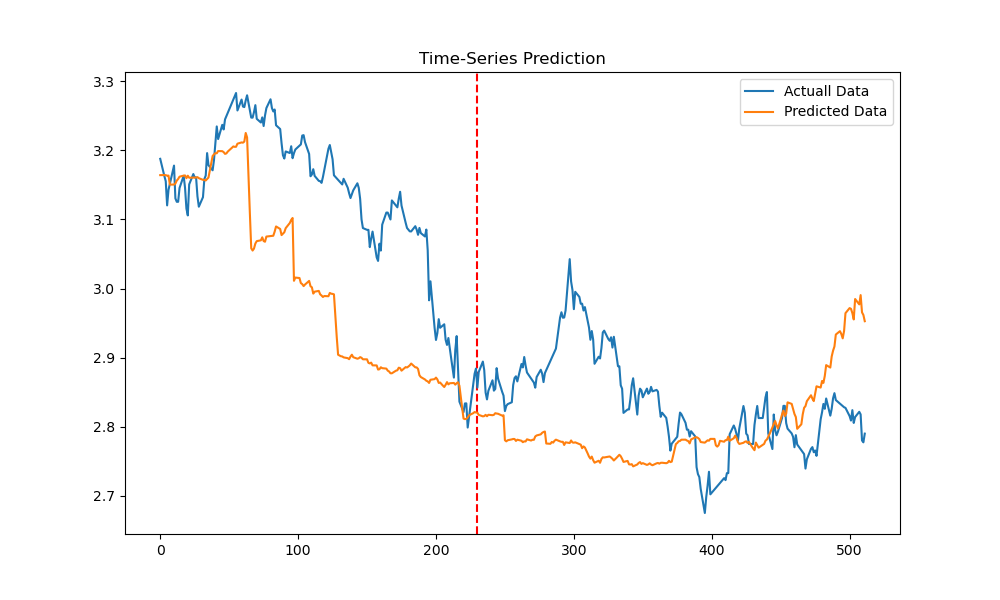 Time-Series Prediction
Actuall Data
Predicted Data
3.3
3.2
3.1
3.0
2.9
2.8
2.7
0 100 200 300 400 500